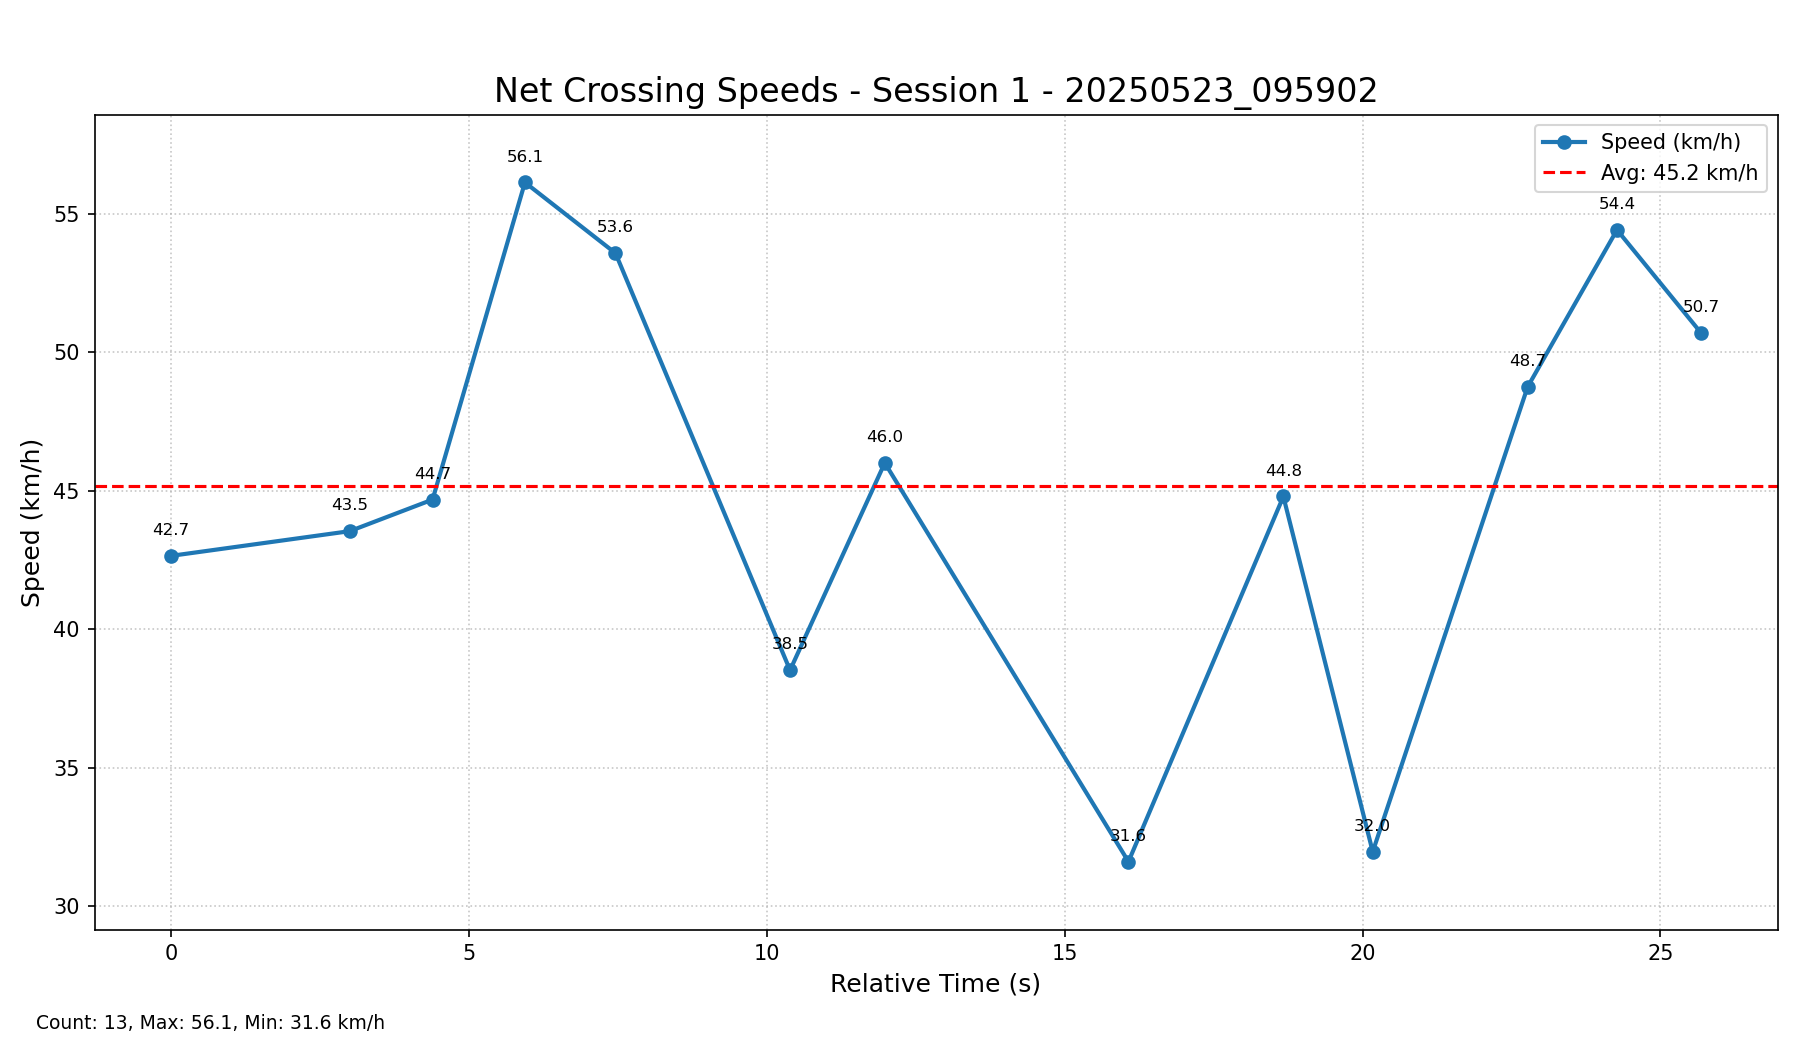 Net Crossing Speeds - Session 1 - 20250523_095902
Speed (km/h)
Avg: 45.2 km/h
56.1
54.4
53.6
50.7
48.7
46.0
44.7
44.8
43.5
42.7
38.5
32.0
31.6
55
50
45
40
35
30
Speed (km/h)
0 5 10 15 20 25
Relative Time (s)
Count: 13, Max: 56.1, Min: 31.6 km/h